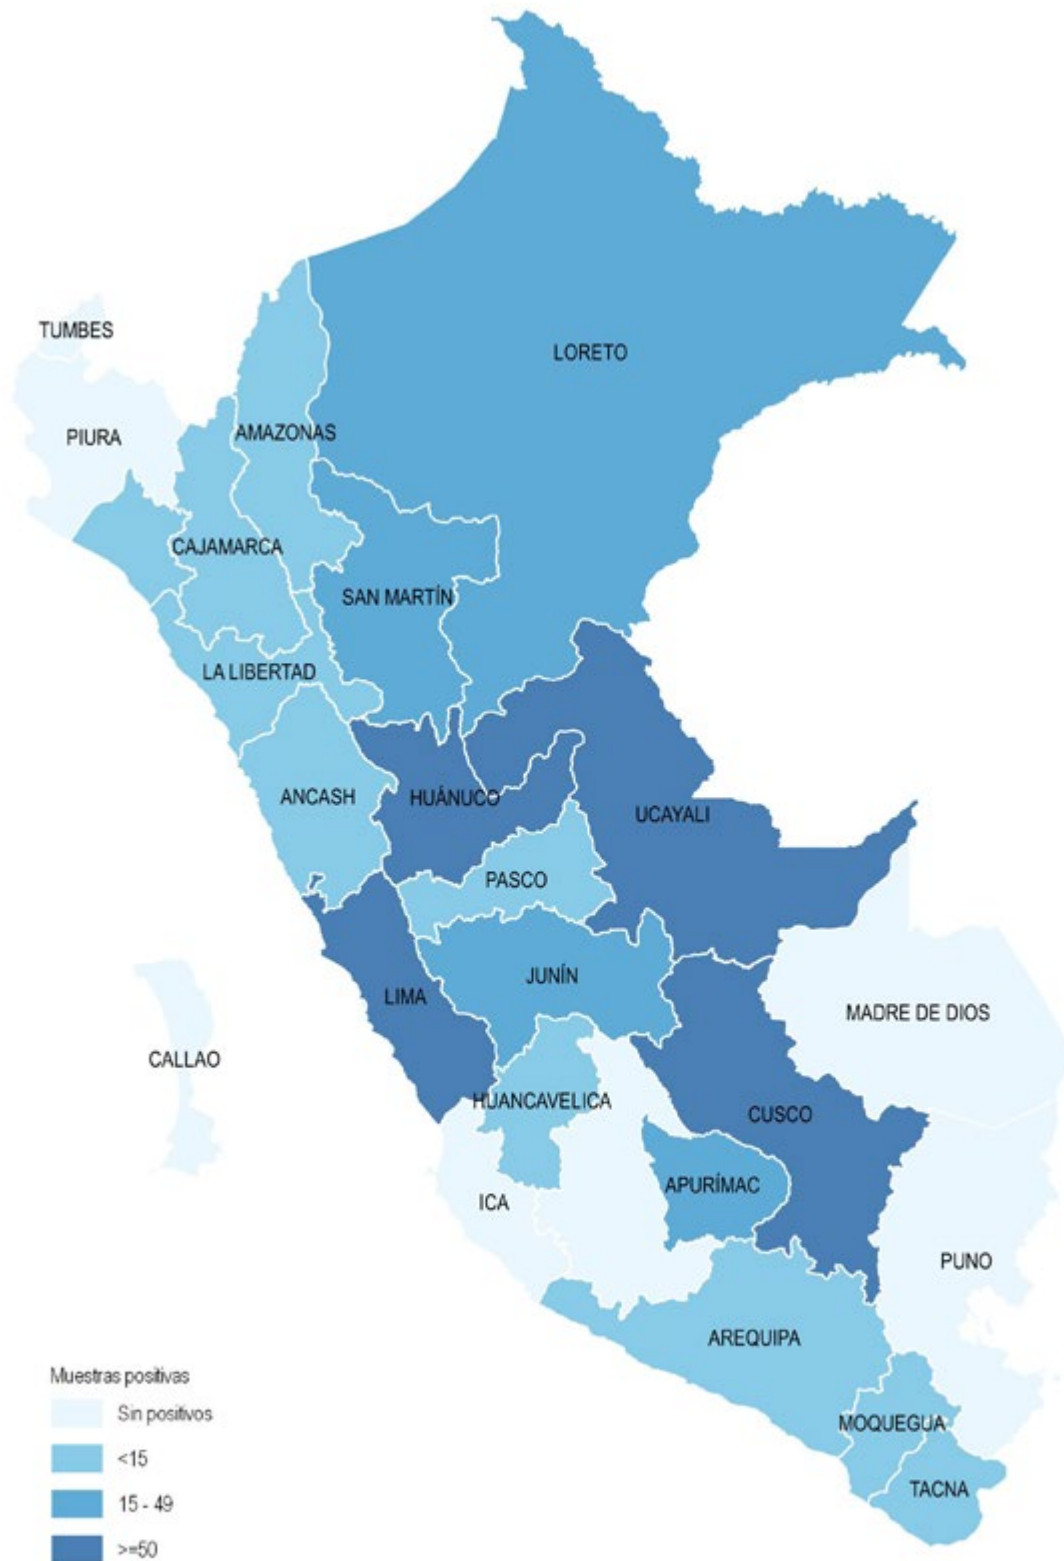 TUMBES
LORETO
PIURA
AMAZONAS
CAJAMARCA
SAN MARTÍN
LA LIBERTAD
ANCASH
HUÁNUCO
UCAYALI
PASCO
JUNÍN
LIMA
MADRE DE DIOS
CALLAO
HUANCAVELICA
CUSCO
APURÍMAC
ICA
PUNO
AREQUIPA
MOQUEGUA
TACNA
Muestras positivas
Sin positivos
<15
15 - 49
>=50